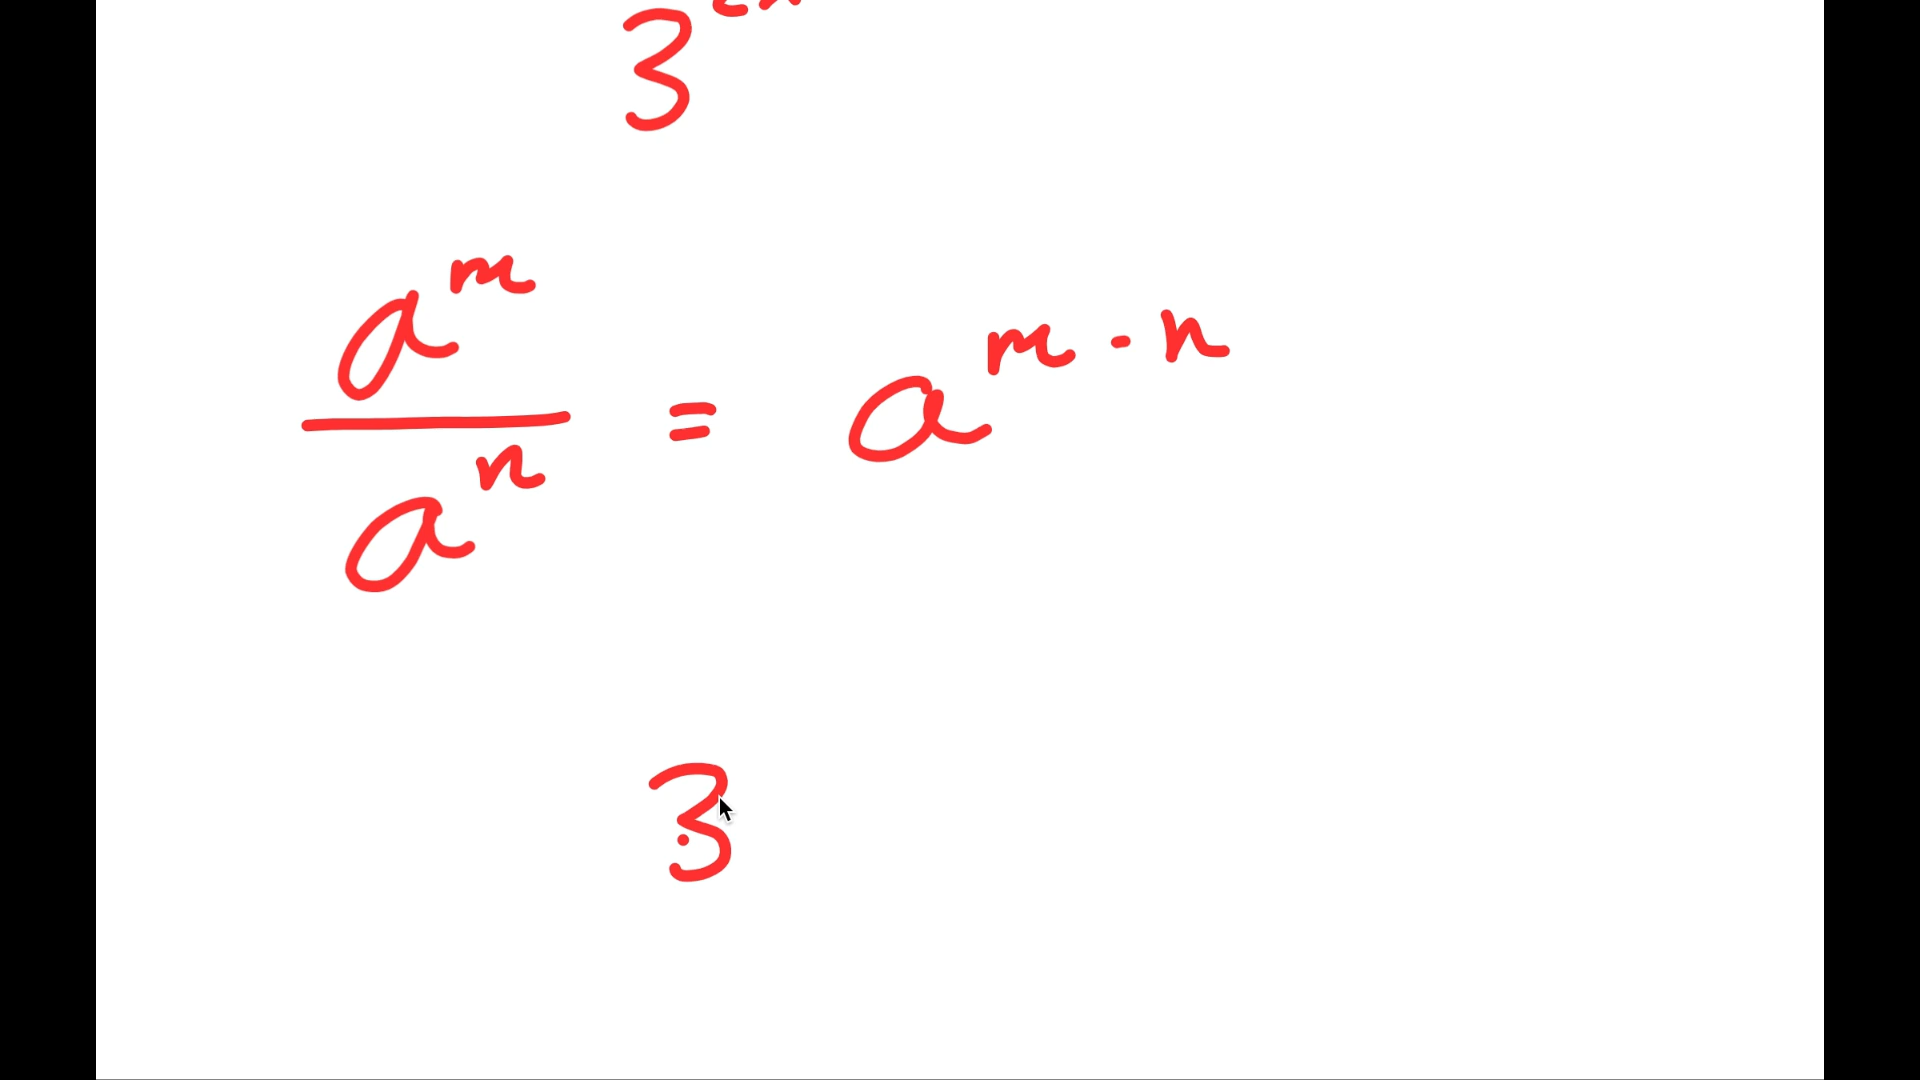 3
a^m / a^n = a^{m-n}
3